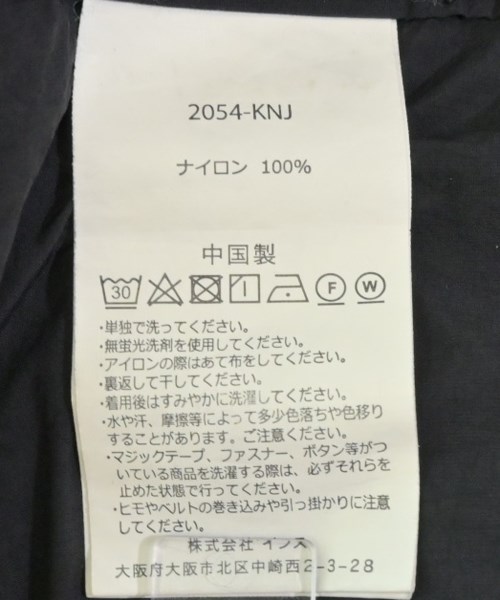 2054-KNJ
ナイロン 100%
中国製
30
F
W
・単独で洗ってください。
・無蛍光洗剤を使用してください。
・アイロンの際はあて布をしてください。
・裏返して干してください。
・着用後はすみやかに洗濯してください。
・水や汗、摩擦等によって多少色落ちや色移り
することがあります。ご注意ください。
・マジックテープ、ファスナー、ボタン等がつ
いている商品を洗濯する際は、必ずそれらを
止めた状態で行ってください。
・ヒモやベルトの巻き込みや引っ掛かりに注意
してください。
株式会社 インス
大阪府大阪市北区中崎西2-3-28